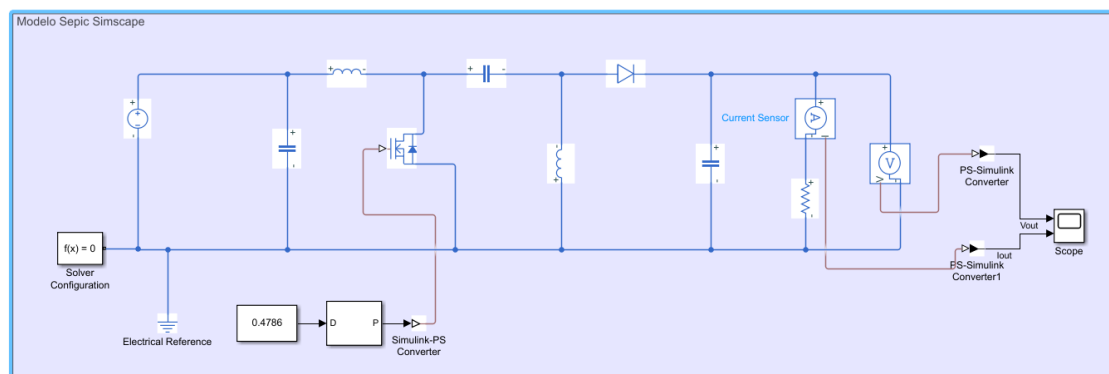 Modelo Sepic Simscape
Current Sensor
A
I
V
V
PS-Simulink
Converter
Vout
Iout
Scope
PS-Simulink
Converter1
f(x) = 0
Solver
Configuration
Electrical Reference
0.4786
D
P
Simulink-PS
Converter